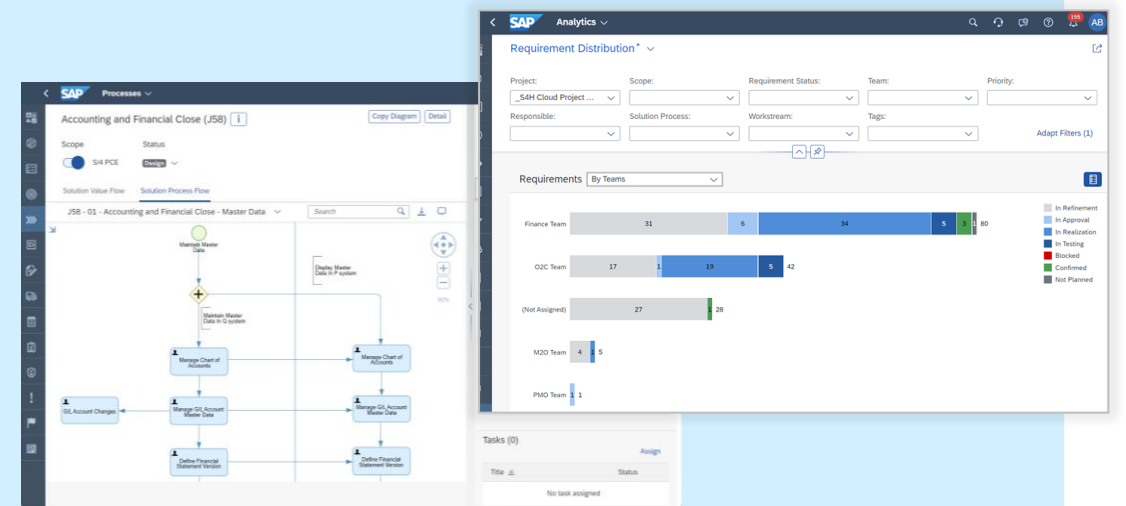 SAP Processes
Accounting and Financial Close (J58) i
Copy Diagram Detail
Scope Status
S/4 PCE Design
Solution Value Flow Solution Process Flow
J58 - 01 - Accounting and Financial Close - Master Data
Search
Maintain Master
Data
Display Master
Data in P system
90%
Maintain Master
Data in Q system
Manage Chart of
Accounts
Manage Chart of
Accounts
G/L Account Changes
Manage G/L Account
Master Data
Manage G/L Account
Master Data
Define Financial
Statement Version
Define Financial
Statement Version
Tasks (0)
Assign
Title Status
No task assigned
SAP Analytics
195 AB
Requirement Distribution*
Project: Scope: Requirement Status: Team: Priority:
_S4H Cloud Project ...
Responsible: Solution Process: Workstream: Tags:
Adapt Filters (1)
Requirements By Teams
Finance Team 31 6 34 5 3 1 80
O2C Team 17 1 19 5 42
(Not Assigned) 27 1 28
M2O Team 4 1 5
PMO Team 1 1
In Refinement
In Approval
In Realization
In Testing
Blocked
Confirmed
Not Planned